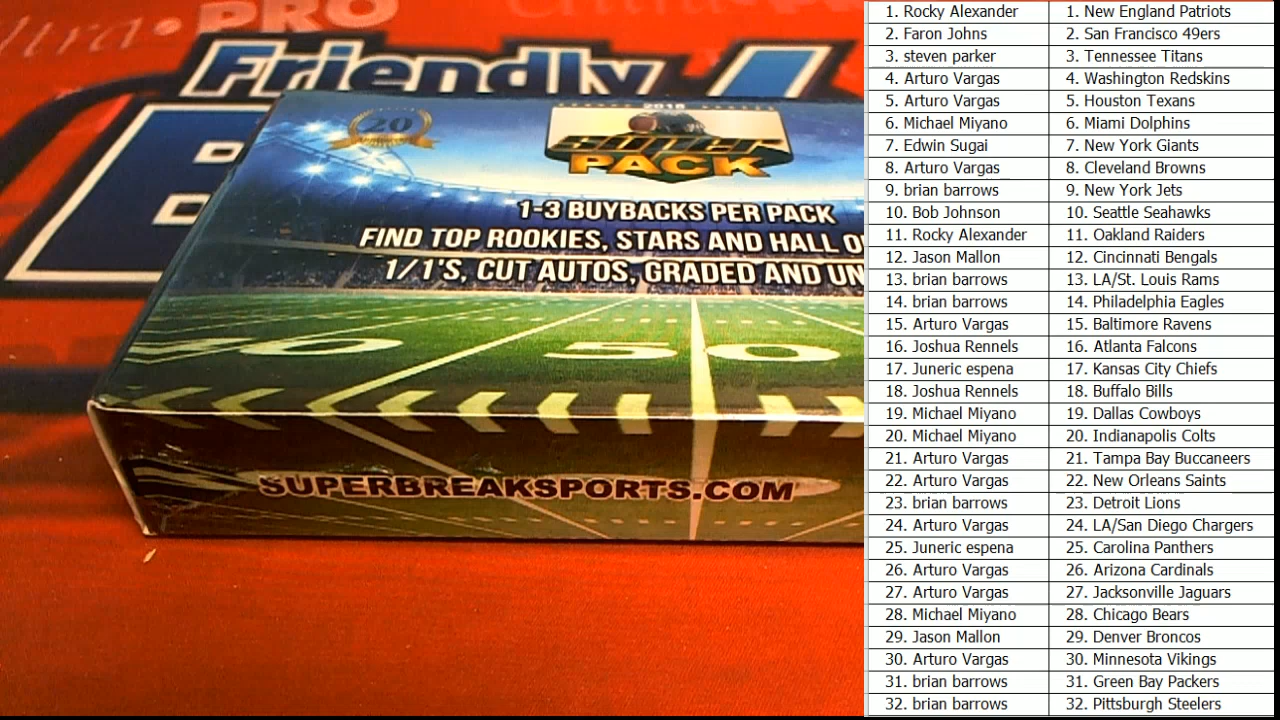 ultra•PRO
Friendly
20
2018
SUPER
PACK
1-3 BUYBACKS PER PACK
FIND TOP ROOKIES, STARS AND HALL O
1/1'S, CUT AUTOS, GRADED AND UN
50
SUPERBREAKSPORTS.COM
1. Rocky Alexander 1. New England Patriots
2. Faron Johns 2. San Francisco 49ers
3. steven parker 3. Tennessee Titans
4. Arturo Vargas 4. Washington Redskins
5. Arturo Vargas 5. Houston Texans
6. Michael Miyano 6. Miami Dolphins
7. Edwin Sugai 7. New York Giants
8. Arturo Vargas 8. Cleveland Browns
9. brian barrows 9. New York Jets
10. Bob Johnson 10. Seattle Seahawks
11. Rocky Alexander 11. Oakland Raiders
12. Jason Mallon 12. Cincinnati Bengals
13. brian barrows 13. LA/St. Louis Rams
14. brian barrows 14. Philadelphia Eagles
15. Arturo Vargas 15. Baltimore Ravens
16. Joshua Rennels 16. Atlanta Falcons
17. Juneric espena 17. Kansas City Chiefs
18. Joshua Rennels 18. Buffalo Bills
19. Michael Miyano 19. Dallas Cowboys
20. Michael Miyano 20. Indianapolis Colts
21. Arturo Vargas 21. Tampa Bay Buccaneers
22. Arturo Vargas 22. New Orleans Saints
23. brian barrows 23. Detroit Lions
24. Arturo Vargas 24. LA/San Diego Chargers
25. Juneric espena 25. Carolina Panthers
26. Arturo Vargas 26. Arizona Cardinals
27. Arturo Vargas 27. Jacksonville Jaguars
28. Michael Miyano 28. Chicago Bears
29. Jason Mallon 29. Denver Broncos
30. Arturo Vargas 30. Minnesota Vikings
31. brian barrows 31. Green Bay Packers
32. brian barrows 32. Pittsburgh Steelers